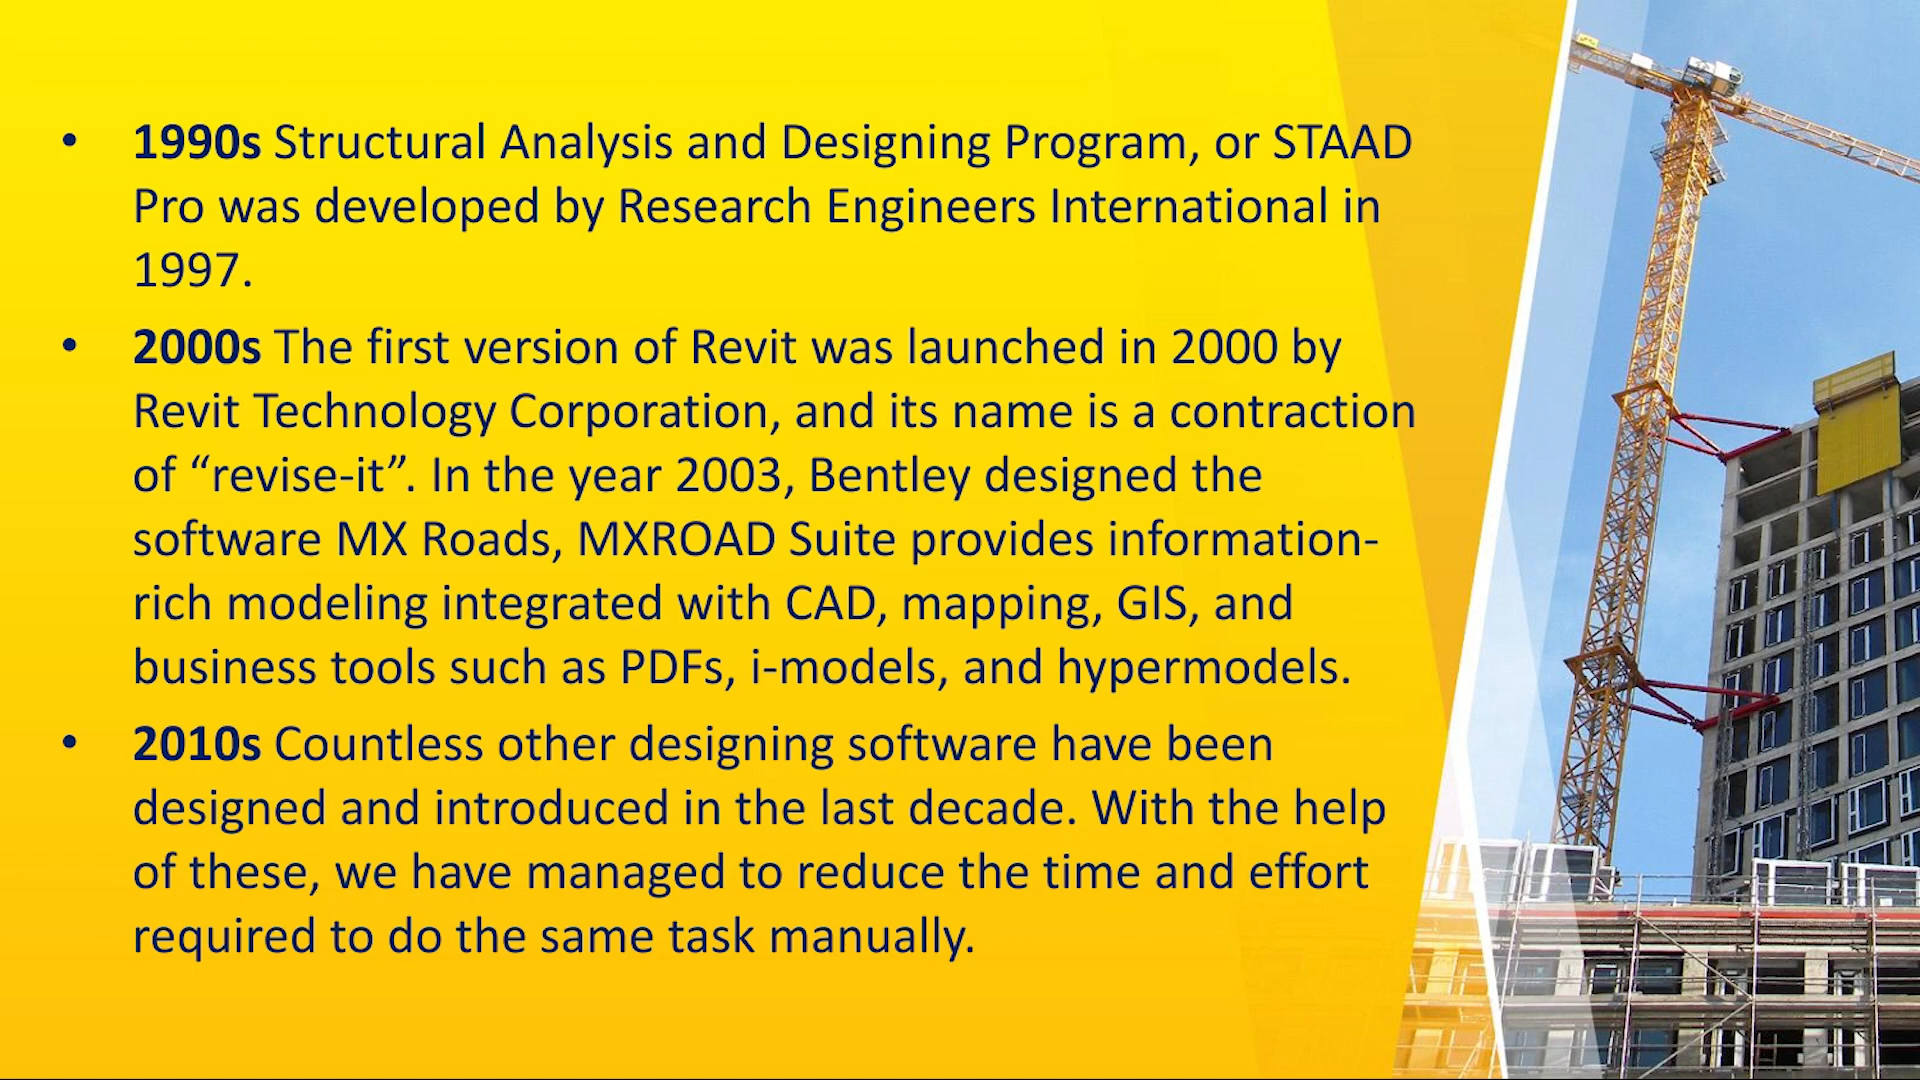 • 1990s Structural Analysis and Designing Program, or STAAD
Pro was developed by Research Engineers International in
1997.
• 2000s The first version of Revit was launched in 2000 by
Revit Technology Corporation, and its name is a contraction
of “revise-it”. In the year 2003, Bentley designed the
software MX Roads, MXROAD Suite provides information-
rich modeling integrated with CAD, mapping, GIS, and
business tools such as PDFs, i-models, and hypermodels.
• 2010s Countless other designing software have been
designed and introduced in the last decade. With the help
of these, we have managed to reduce the time and effort
required to do the same task manually.